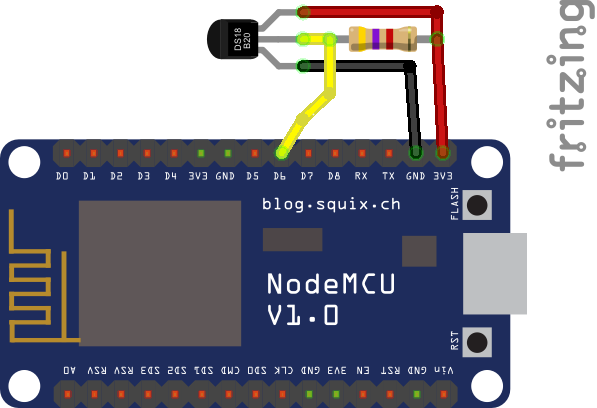 DS18
B20
fritzing
D0 D1 D2 D3 D4 3V3 GND D5 D6 D7 D8 RX TX GND 3V3
blog.squix.ch
FLASH
NodeMCU
V1.0
RST
A0 RSV RSV SD3 SD2 SD1 CMD SD0 CLK GND 3V3 EN RST GND Vin